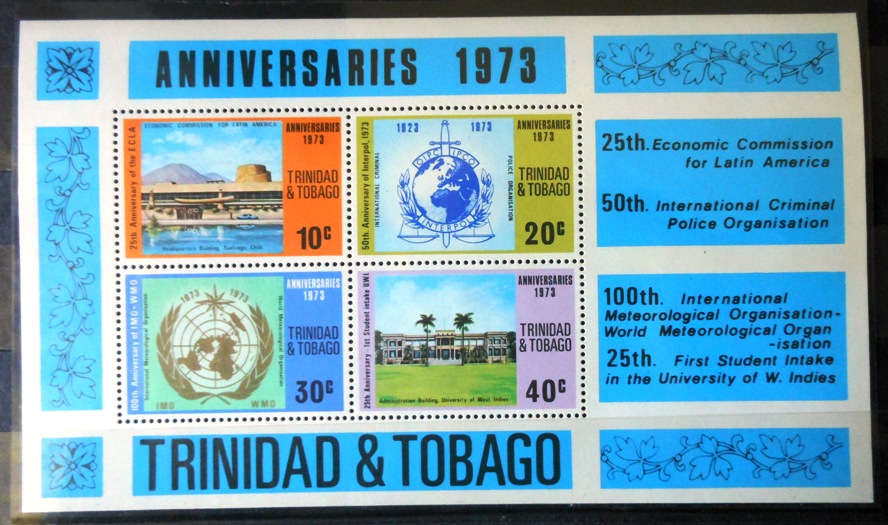 ANNIVERSARIES 1973
25th Anniversary of the ECLA
ECONOMIC COMMISSION FOR LATIN AMERICA
ANNIVERSARIES
1973
TRINIDAD
& TOBAGO
Headquarters Building, Santiago, Chile
10c
50th Anniversary of Interpol, 1973
INTERNATIONAL CRIMINAL
1923 1973
OIPC ICPO
INTERPOL
POLICE ORGANISATION
ANNIVERSARIES
1973
TRINIDAD
& TOBAGO
20c
100th Anniversary of IMO-WMO
International Meteorological Organisation
1873 1973
World Meteorological Organisation
IMO WMO
ANNIVERSARIES
1973
TRINIDAD
& TOBAGO
30c
25th Anniversary - 1st Student intake U.W.I.
Administration Building, University of West Indies
ANNIVERSARIES
1973
TRINIDAD
& TOBAGO
40c
25th. Economic Commission
for Latin America
50th. International Criminal
Police Organisation
100th. International
Meteorological Organisation-
World Meteorological Organ
-isation
25th. First Student Intake
in the University of W. Indies
TRINIDAD & TOBAGO